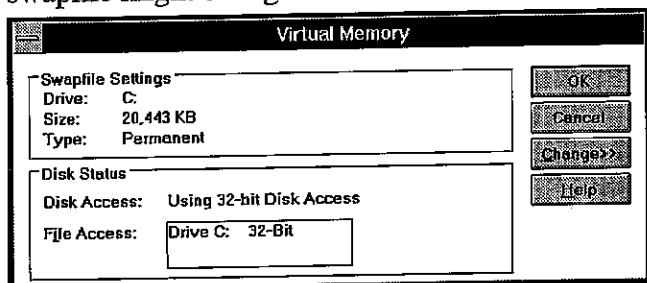 Virtual Memory
Swapfile Settings
Drive: C:
Size: 20,443 KB
Type: Permanent
OK
Cancel
Change>>
Help
Disk Status
Disk Access: Using 32-bit Disk Access
File Access: Drive C: 32-Bit